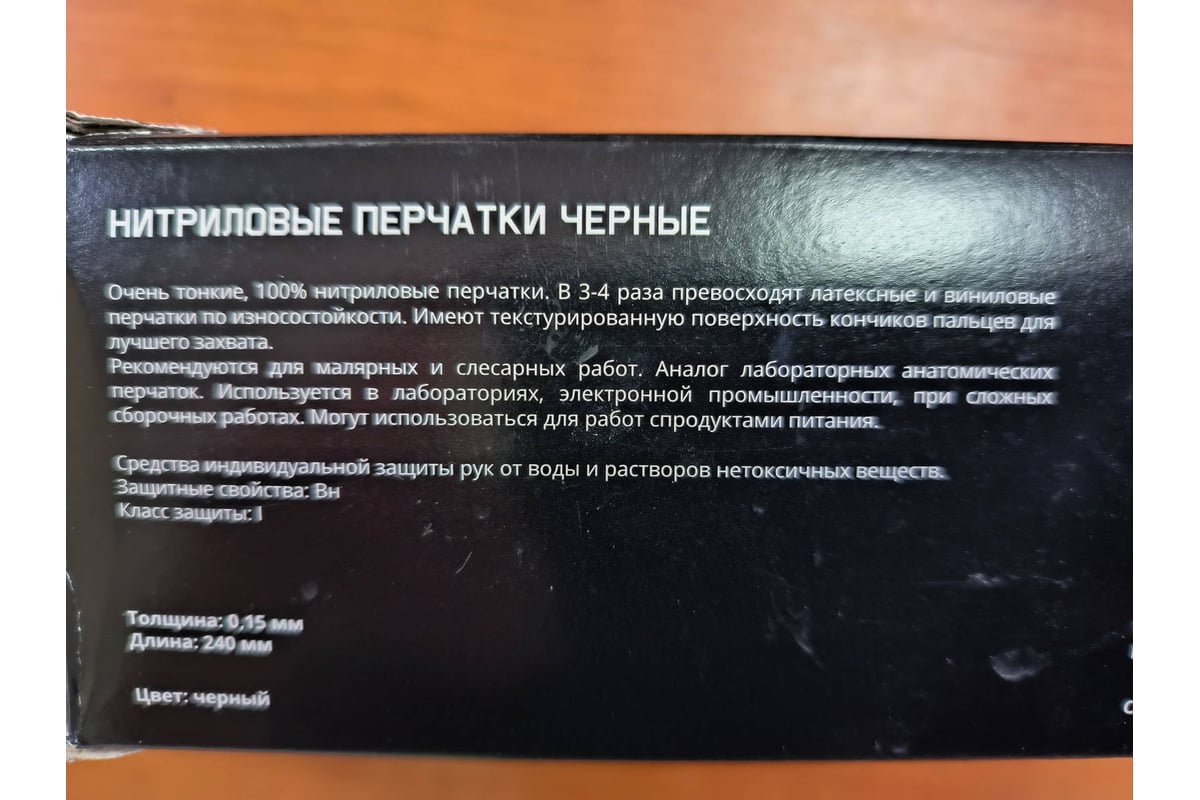 НИТРИЛОВЫЕ ПЕРЧАТКИ ЧЕРНЫЕ
Очень тонкие, 100% нитриловые перчатки. В 3-4 раза превосходят латексные и виниловые
перчатки по износостойкости. Имеют текстурированную поверхность кончиков пальцев для
лучшего захвата.
Рекомендуются для малярных и слесарных работ. Аналог лабораторных анатомических
перчаток. Используется в лабораториях, электронной промышленности, при сложных
сборочных работах. Могут использоваться для работ спродуктами питания.
Средства индивидуальной защиты рук от воды и растворов нетоксичных веществ.
Защитные свойства: Вн
Класс защиты: I
Толщина: 0,15 мм
Длина: 240 мм
Цвет: черный